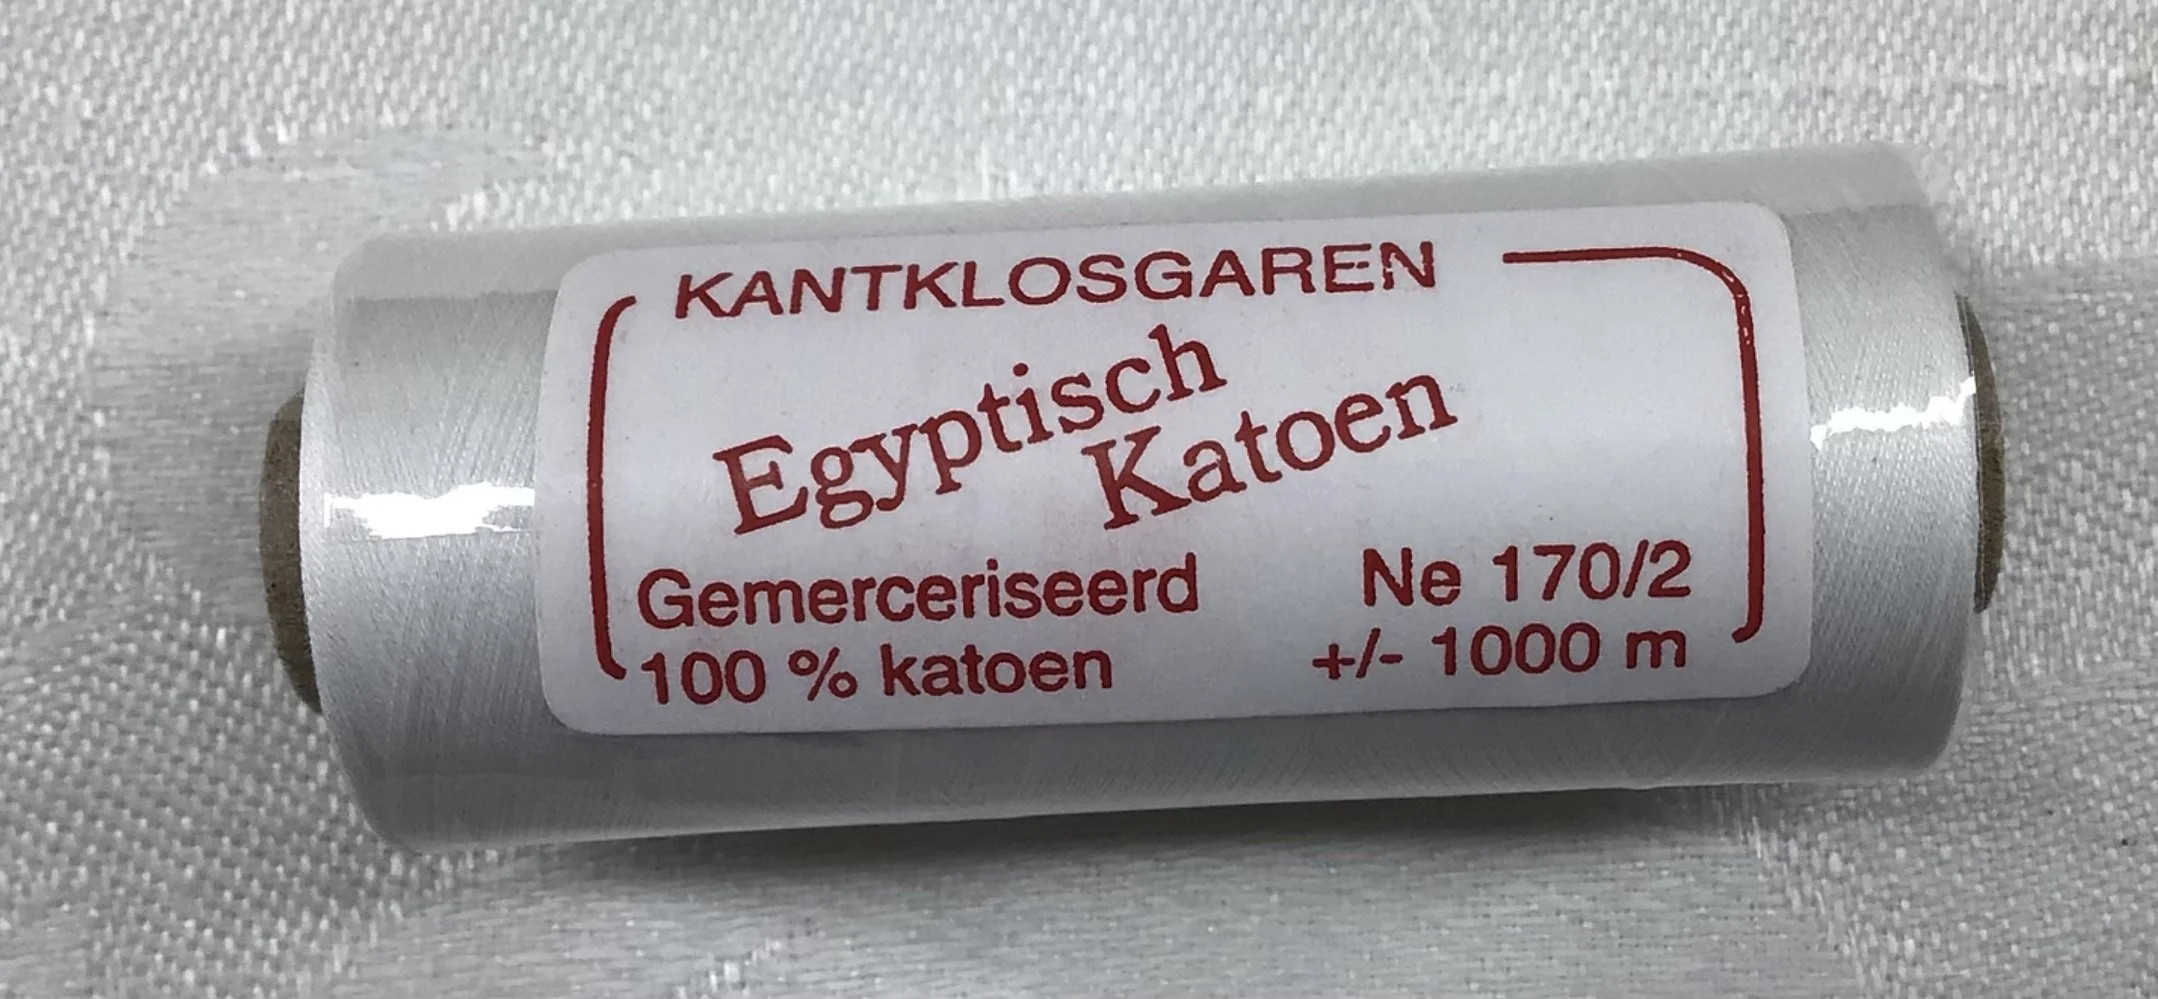 KANTKLOSGAREN
Egyptisch
Katoen
Gemerceriseerd Ne 170/2
100 % katoen +/- 1000 m